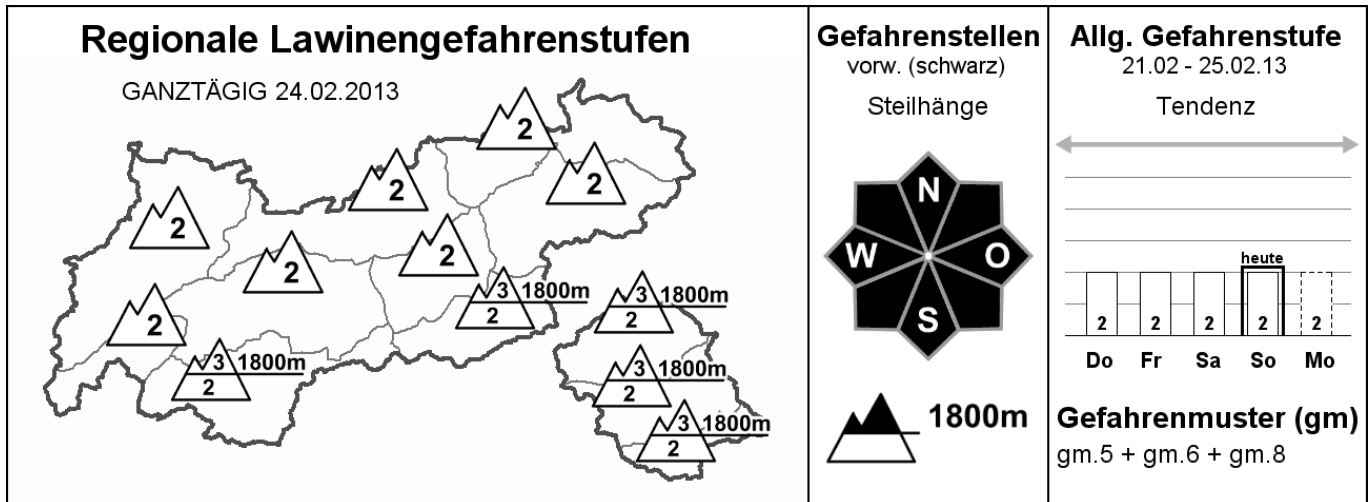 Regionale Lawinengefahrenstufen
GANZTÄGIG 24.02.2013
2
2
2
2
2
2
3 1800m
2
2
3 1800m
2
2
3 1800m
2
3 1800m
2
3 1800m
2
Gefahrenstellen
vorw. (schwarz)
Steilhänge
N
W O
S
1800m
Allg. Gefahrenstufe
21.02 - 25.02.13
Tendenz
heute
2 2 2 2 2
Do Fr Sa So Mo
Gefahrenmuster (gm)
gm.5 + gm.6 + gm.8